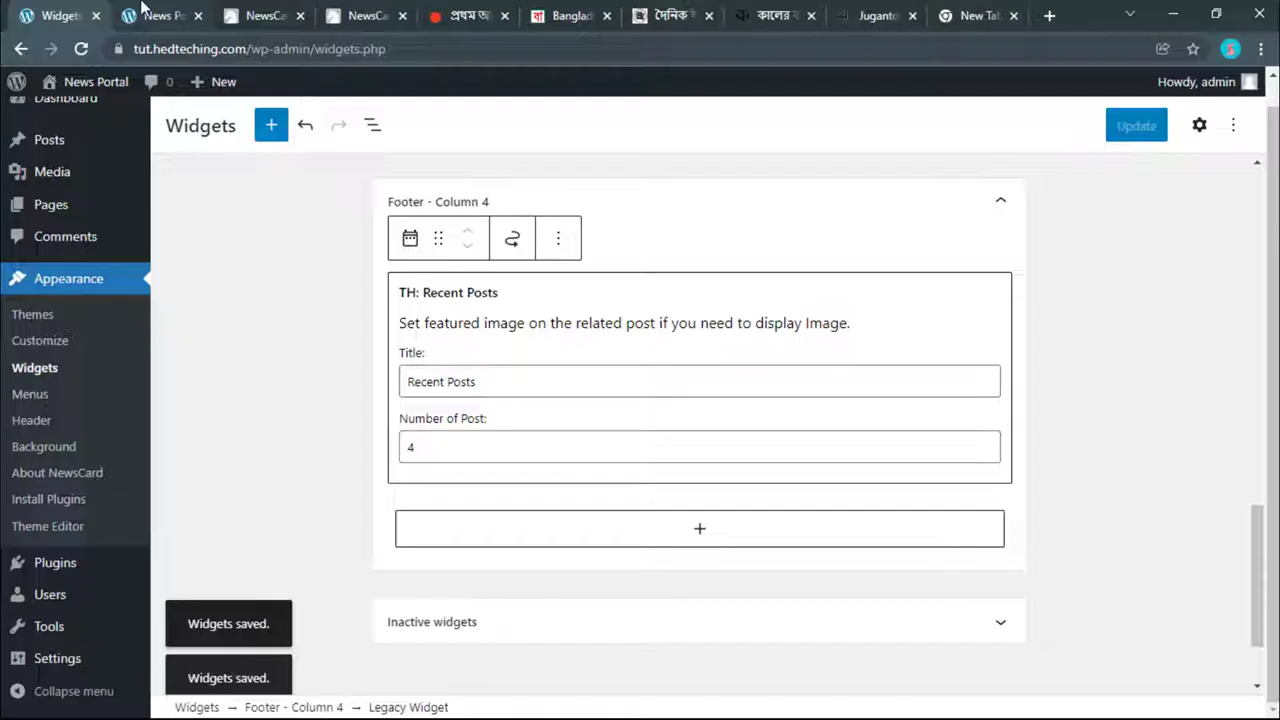 Widgets
News Po
NewsCa
NewsCa
প্রথম আ
Banglad
দৈনিক ই
কালের ক
Juganto
New Tab
tut.hedteching.com/wp-admin/widgets.php
News Portal
0
New
Howdy, admin
Dashboard
Posts
Media
Pages
Comments
Appearance
Themes
Customize
Widgets
Menus
Header
Background
About NewsCard
Install Plugins
Theme Editor
Plugins
Users
Tools
Settings
Collapse menu
Widgets
Update
Footer - Column 4
TH: Recent Posts
Set featured image on the related post if you need to display Image.
Title:
Recent Posts
Number of Post:
4
Inactive widgets
Widgets saved.
Widgets saved.
Widgets → Footer - Column 4 → Legacy Widget